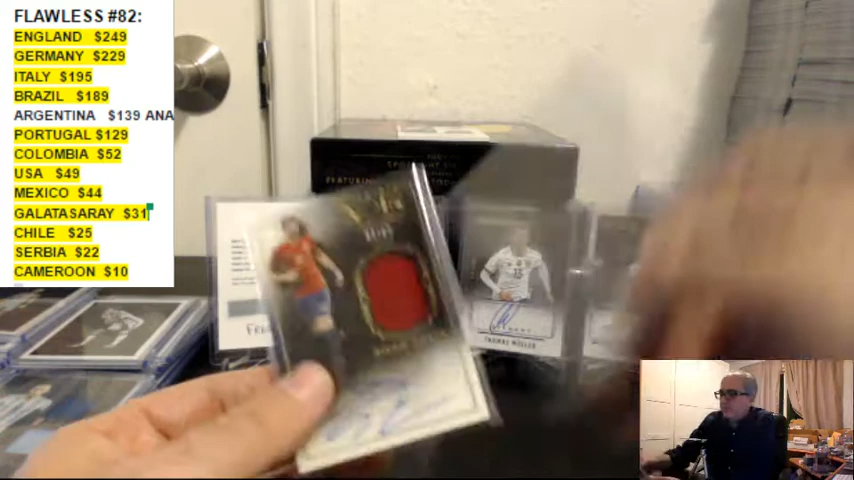 FLAWLESS #82:
ENGLAND $249
GERMANY $229
ITALY $195
BRAZIL $189
ARGENTINA $139 ANA
PORTUGAL $129
COLOMBIA $52
USA $49
MEXICO $44
GALATASARAY $31
CHILE $25
SERBIA $22
CAMEROON $10
THOMAS MÜLLER